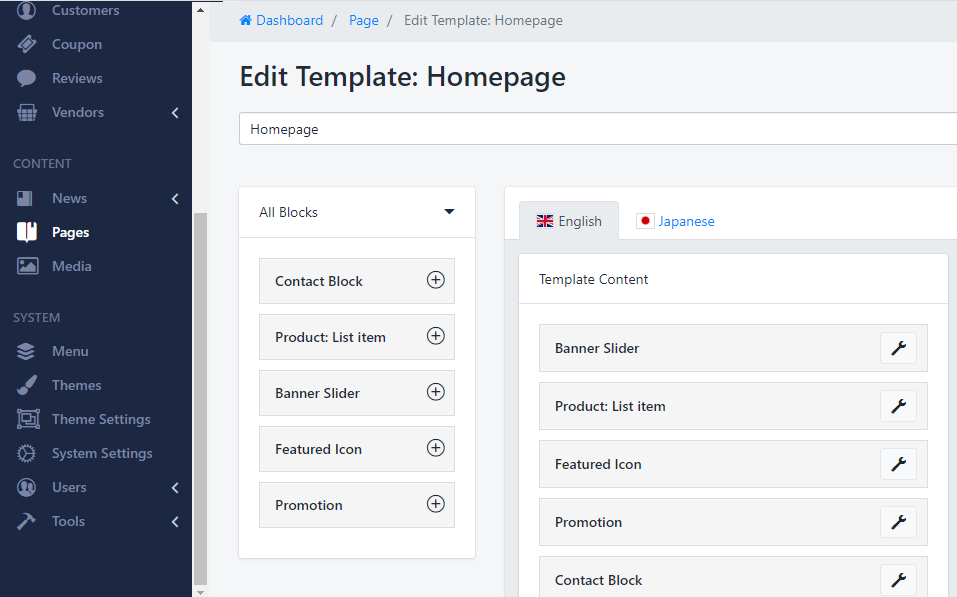 Customers
Coupon
Reviews
Vendors
CONTENT
News
Pages
Media
SYSTEM
Menu
Themes
Theme Settings
System Settings
Users
Tools
Dashboard / Page / Edit Template: Homepage
Edit Template: Homepage
Homepage
All Blocks
Contact Block
Product: List item
Banner Slider
Featured Icon
Promotion
English Japanese
Template Content
Banner Slider
Product: List item
Featured Icon
Promotion
Contact Block